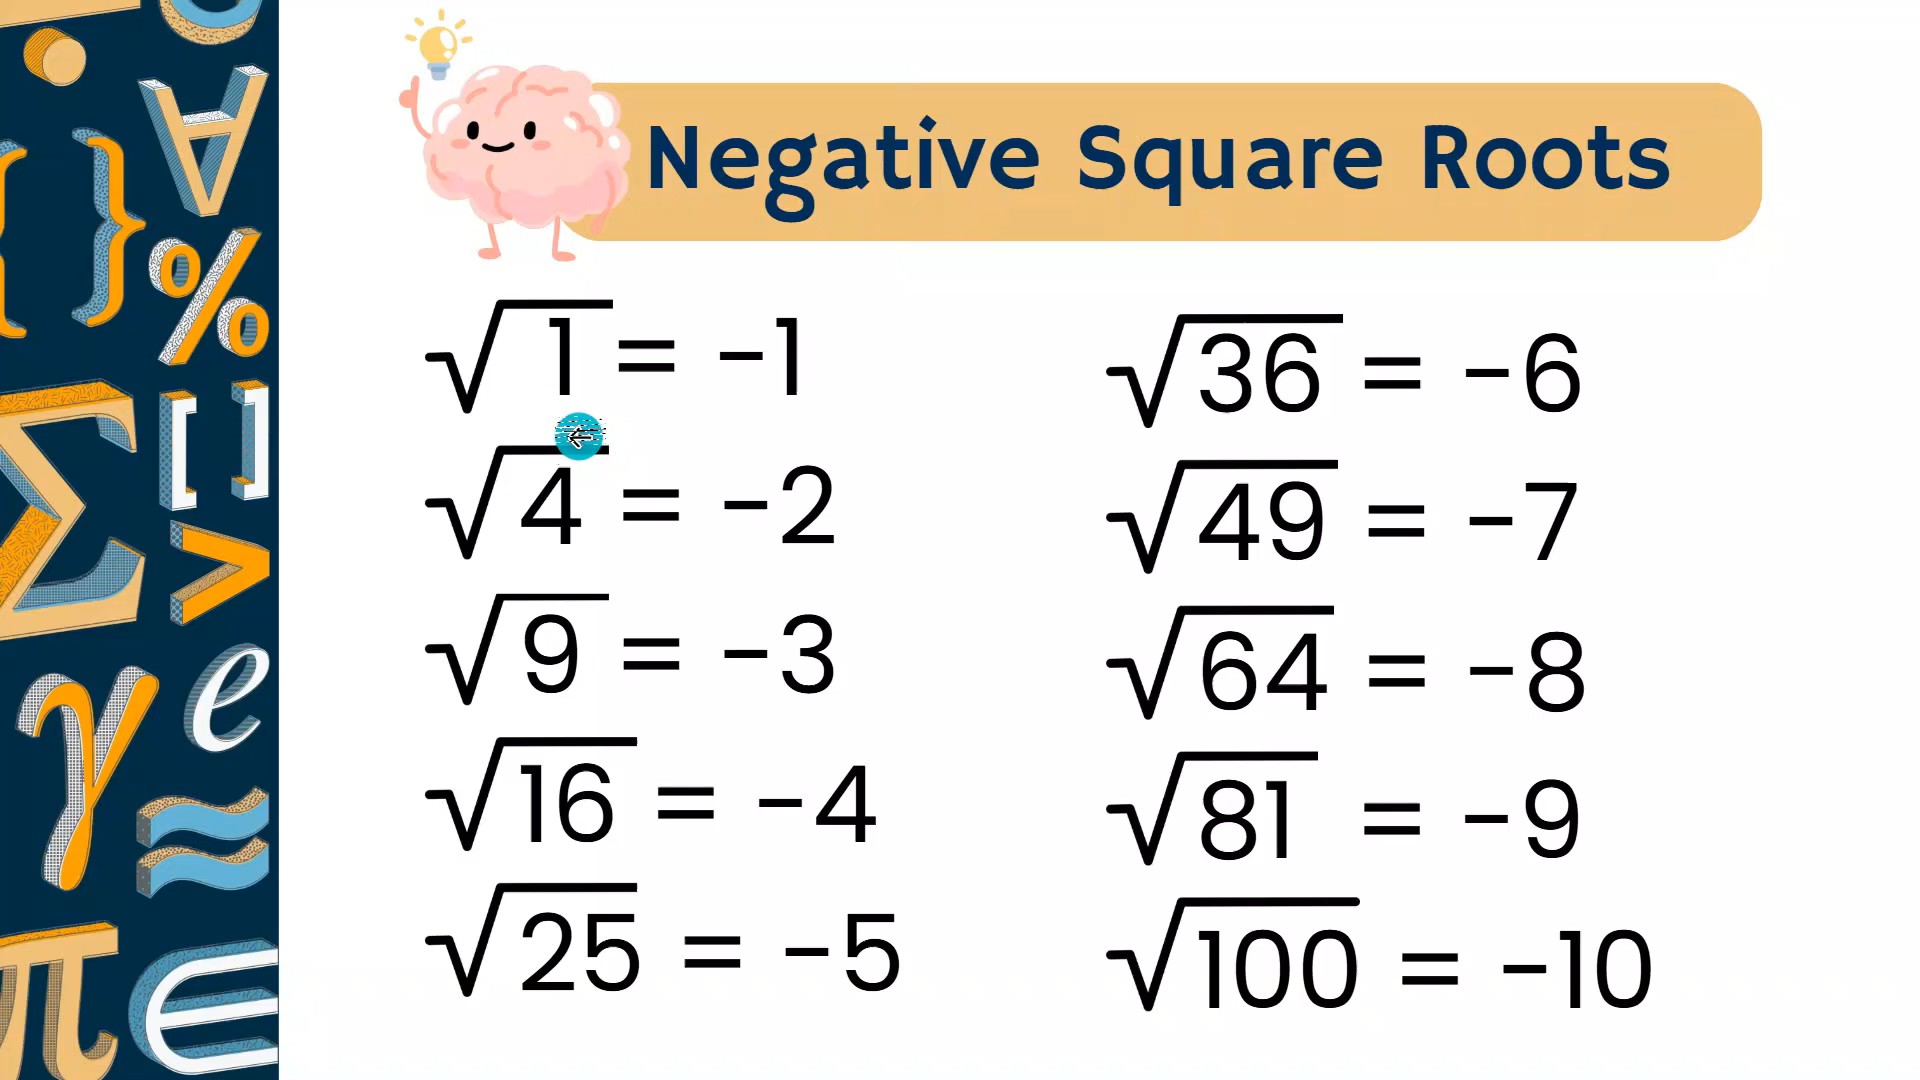 Negative Square Roots
√1 = -1
√4 = -2
√9 = -3
√16 = -4
√25 = -5
√36 = -6
√49 = -7
√64 = -8
√81 = -9
√100 = -10